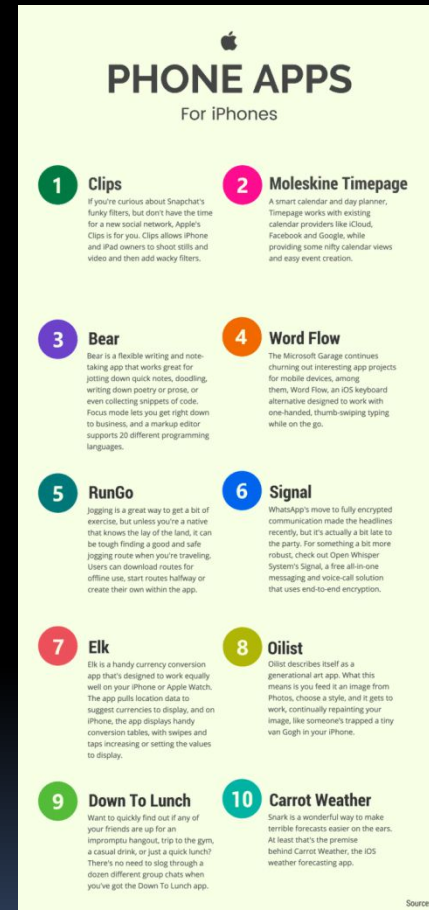 PHONE APPS
For iPhones
1
Clips
If you're curious about Snapchat's
funky filters, but don't have the time
for a new social network, Apple's
Clips is for you. Clips allows iPhone
and iPad owners to shoot stills and
video and then add wacky filters.
2
Moleskine Timepage
A smart calendar and day planner,
Timepage works with existing
calendar providers like iCloud,
Facebook and Google, while
providing some nifty calendar views
and easy event creation.
3
Bear
Bear is a flexible writing and note-
taking app that works great for
jotting down quick notes, doodling,
writing down poetry or prose, or
even collecting snippets of code.
Focus mode lets you get right down
to business, and a markup editor
supports 20 different programming
languages.
4
Word Flow
The Microsoft Garage continues
churning out interesting app projects
for mobile devices, among
them, Word Flow, an iOS keyboard
alternative designed to work with
one-handed, thumb-swiping typing
while on the go.
5
RunGo
Jogging is a great way to get a bit of
exercise, but unless you're a native
that knows the lay of the land, it can
be tough finding a good and safe
jogging route when you're traveling.
Users can download routes for
offline use, start routes halfway or
create their own within the app.
6
Signal
WhatsApp's move to fully encrypted
communication made the headlines
recently, but it's actually a bit late to
the party. For something a bit more
robust, check out Open Whisper
System's Signal, a free all-in-one
messaging and voice-call solution
that uses end-to-end encryption.
7
Elk
Elk is a handy currency conversion
app that's designed to work equally
well on your iPhone or Apple Watch.
The app pulls location data to
suggest currencies to display, and on
iPhone, the app displays handy
conversion tables, with swipes and
taps increasing or setting the values
to display.
8
Oilist
Oilist describes itself as a
generational art app. What this
means is you feed it an image from
Photos, choose a style, and it gets to
work, continually repainting your
image, like someone's trapped a tiny
van Gogh in your iPhone.
9
Down To Lunch
Want to quickly find out if any of
your friends are up for an
impromptu hangout, trip to the gym,
a casual drink, or just a quick lunch?
There's no need to slog through a
dozen different group chats when
you've got the Down To Lunch app.
10
Carrot Weather
Snark is a wonderful way to make
terrible forecasts easier on the ears.
At least that's the premise
behind Carrot Weather, the iOS
weather forecasting app.
Source